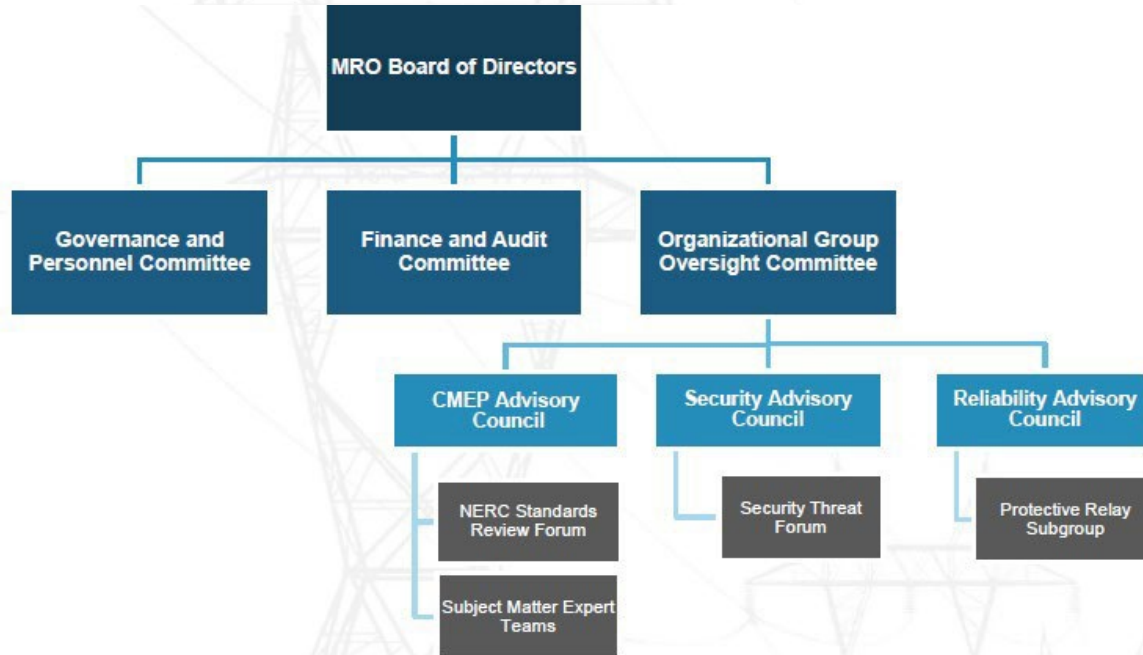 MRO Board of Directors
Governance and
Personnel Committee
Finance and Audit
Committee
Organizational Group
Oversight Committee
CMEP Advisory
Council
Security Advisory
Council
Reliability Advisory
Council
NERC Standards
Review Forum
Security Threat
Forum
Protective Relay
Subgroup
Subject Matter Expert
Teams